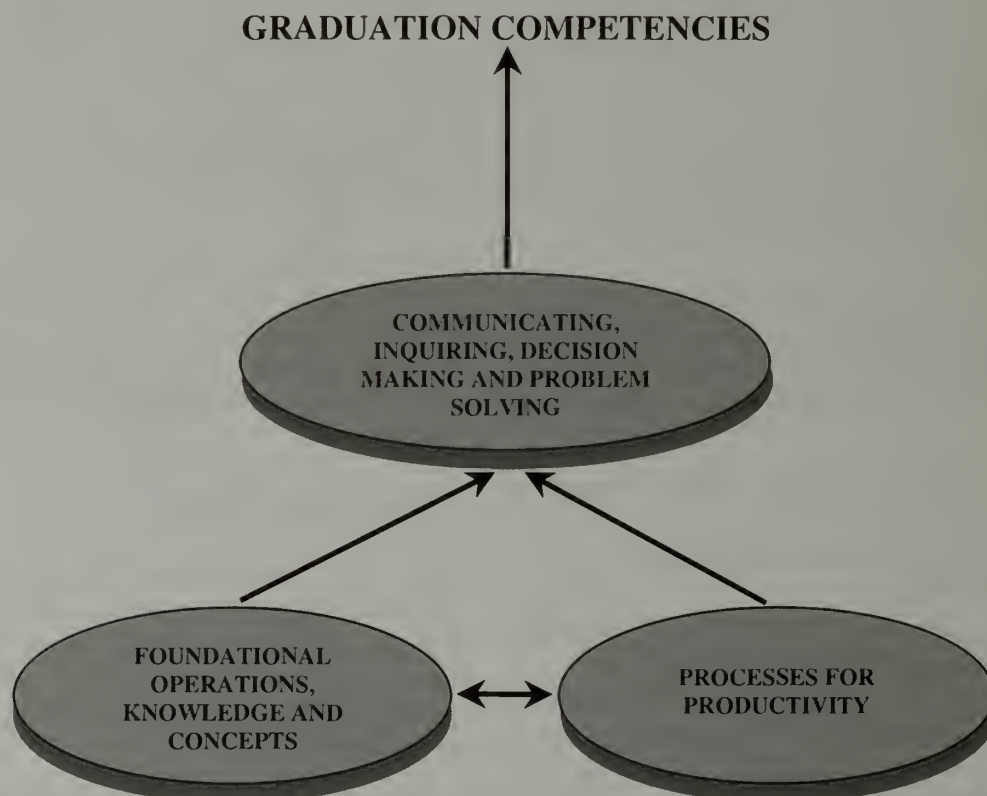 GRADUATION COMPETENCIES
COMMUNICATING,
INQUIRING, DECISION
MAKING AND PROBLEM
SOLVING
FOUNDATIONAL
OPERATIONS,
KNOWLEDGE AND
CONCEPTS
PROCESSES FOR
PRODUCTIVITY